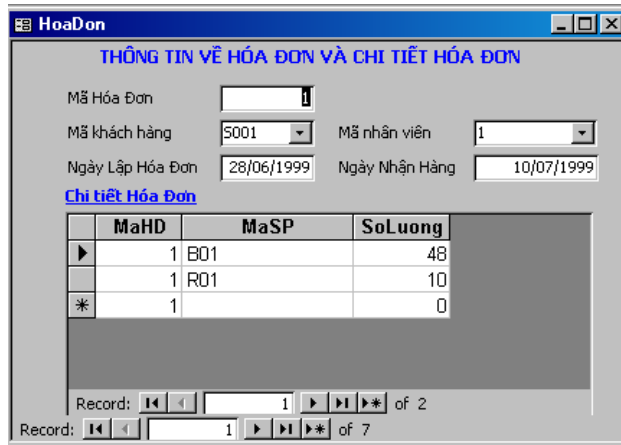 HoaDon
THÔNG TIN VỀ HÓA ĐƠN VÀ CHI TIẾT HÓA ĐƠN
Mã Hóa Đơn 1
Mã khách hàng S001 Mã nhân viên 1
Ngày Lập Hóa Đơn 28/06/1999 Ngày Nhận Hàng 10/07/1999
Chi tiết Hóa Đơn
MaHD MaSP SoLuong
1 B01 48
1 R01 10
1 0
Record: 1 of 2
Record: 1 of 7